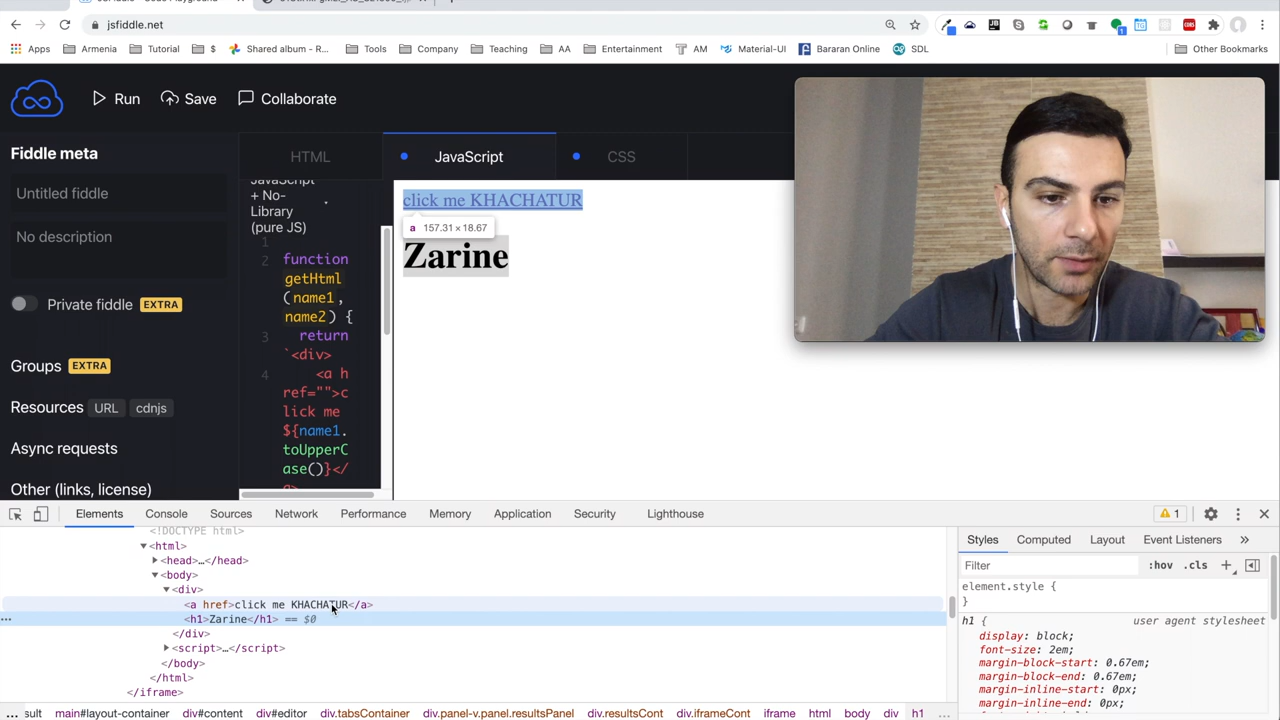 jsfiddle.net
Apps Armenia Tutorial $ Shared album - R... Tools Company Teaching AA Entertainment AM Material-UI Bararan Online SDL Other Bookmarks
Run Save Collaborate
Fiddle meta
Untitled fiddle
No description
Private fiddle EXTRA
Groups EXTRA
Resources URL cdnjs
Async requests
Other (links, license)
HTML JavaScript CSS
JavaScript
+ No-
Library
(pure JS)
1
2 function
getHtml
(name1,
name2) {
3 return
`<div>
4 <a h
ref="">c
lick me
${name1.
toUpperC
ase()}</
a>
click me KHACHATUR
a 157.31 × 18.67
Zarine
Elements Console Sources Network Performance Memory Application Security Lighthouse 1
<!DOCTYPE html>
<html>
<head>…</head>
<body>
<div>
<a href>click me KHACHATUR</a>
<h1>Zarine</h1> == $0
</div>
<script>…</script>
</body>
</html>
</iframe>
... sult main#layout-container div#content div#editor div.tabsContainer div.panel-v.panel.resultsPanel div.resultsCont div.iframeCont iframe html body div h1 ...
Styles Computed Layout Event Listeners »
Filter :hov .cls +
element.style {
}
h1 { user agent stylesheet
display: block;
font-size: 2em;
margin-block-start: 0.67em;
margin-block-end: 0.67em;
margin-inline-start: 0px;
margin-inline-end: 0px;